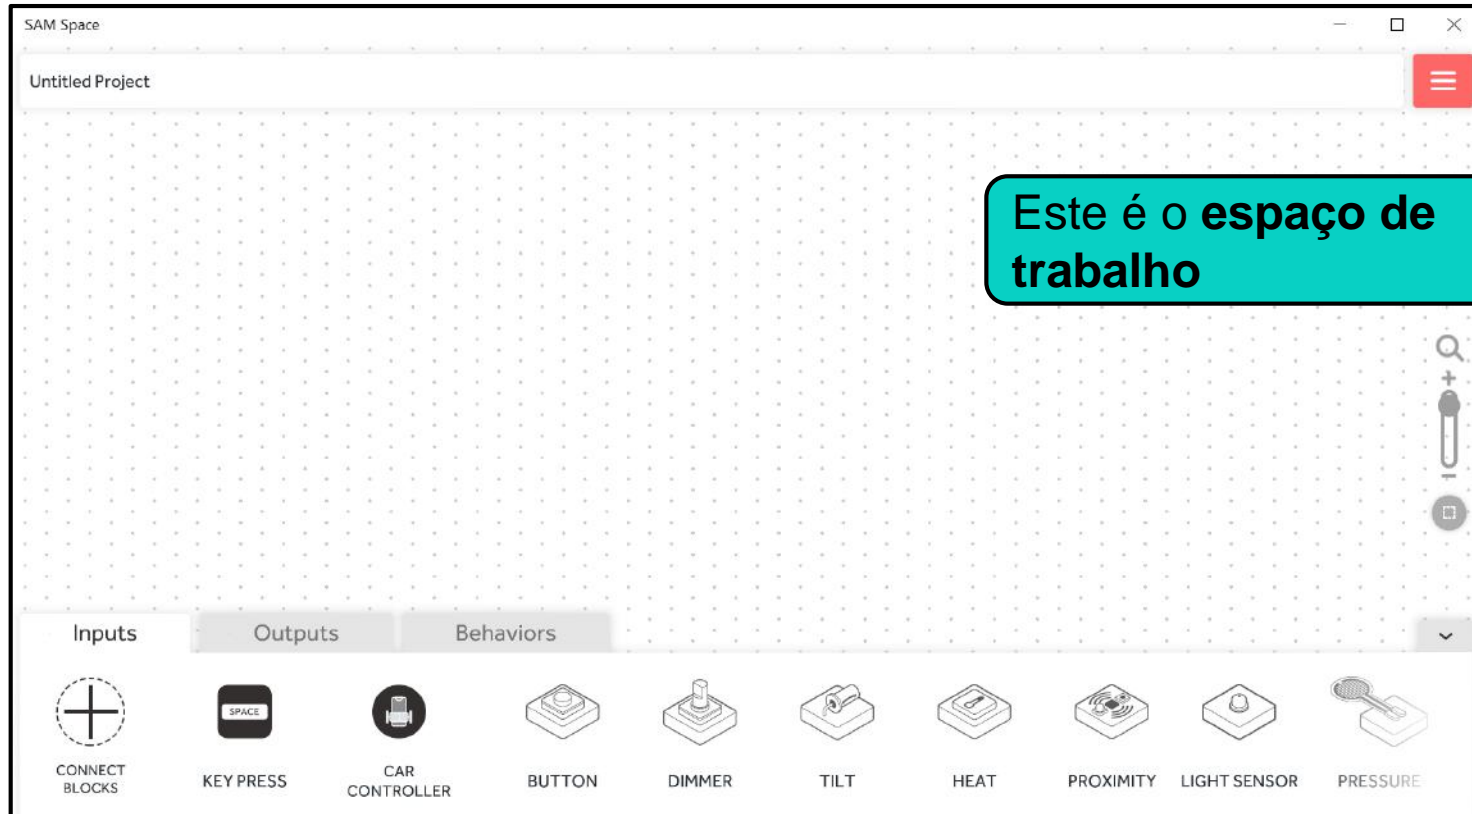 SAM Space
Untitled Project
Este é o espaço de
trabalho
Inputs
Outputs
Behaviors
SPACE
CONNECT
BLOCKS
KEY PRESS
CAR
CONTROLLER
BUTTON
DIMMER
TILT
HEAT
PROXIMITY
LIGHT SENSOR
PRESSURE